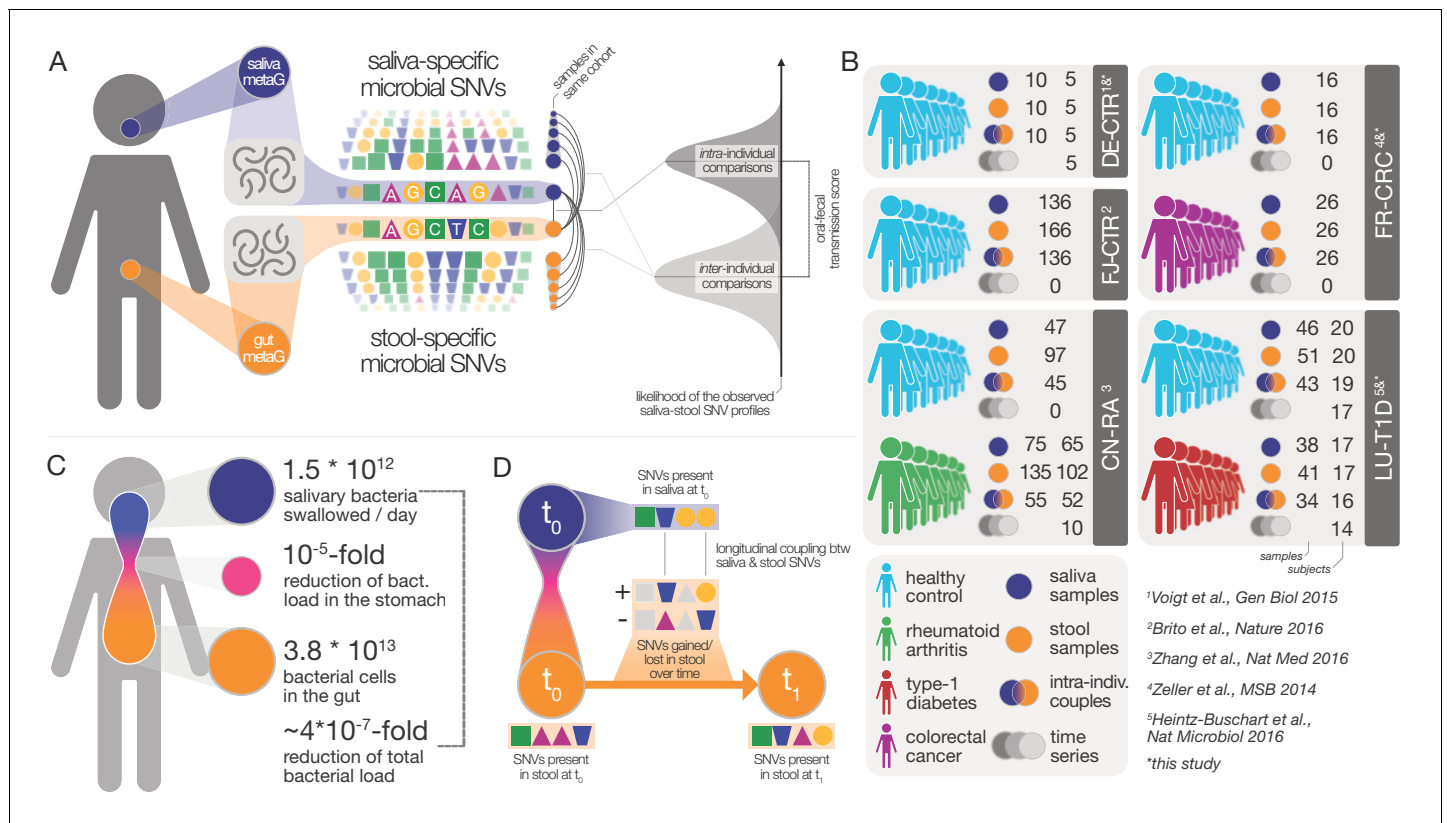 A
saliva
metaG
saliva-specific
microbial SNVs
samples in
same cohort
A G C A G
A G C T C
stool-specific
microbial SNVs
gut
metaG
intra-individual
comparisons
inter-individual
comparisons
oral-fecal
transmission score
likelihood of the observed
saliva-stool SNV profiles
B
10 5
10 5
10 5
5
DE-CTR1&*
136
166
136
0
FJ-CTR2
47
97
45
0
75 65
135 102
55 52
10
CN-RA 3
16
16
16
0
26
26
26
0
FR-CRC4&*
46 20
51 20
43 19
17
38 17
41 17
34 16
14
samples
subjects
LU-T1D5&*
healthy
control
rheumatoid
arthritis
type-1
diabetes
colorectal
cancer
saliva
samples
stool
samples
intra-indiv.
couples
time
series
1Voigt et al., Gen Biol 2015
2Brito et al., Nature 2016
3Zhang et al., Nat Med 2016
4Zeller et al., MSB 2014
5Heintz-Buschart et al.,
Nat Microbiol 2016
*this study
C
1.5 * 10¹²
salivary bacteria
swallowed / day
10⁻⁵-fold
reduction of bact.
load in the stomach
3.8 * 10¹³
bacterial cells
in the gut
~4*10⁻⁷-fold
reduction of total
bacterial load
D
t₀
SNVs present
in saliva at t₀
longitudinal coupling btw
saliva & stool SNVs
+
-
SNVs gained/
lost in stool
over time
t₀
t₁
SNVs present
in stool at t₀
SNVs present
in stool at t₁